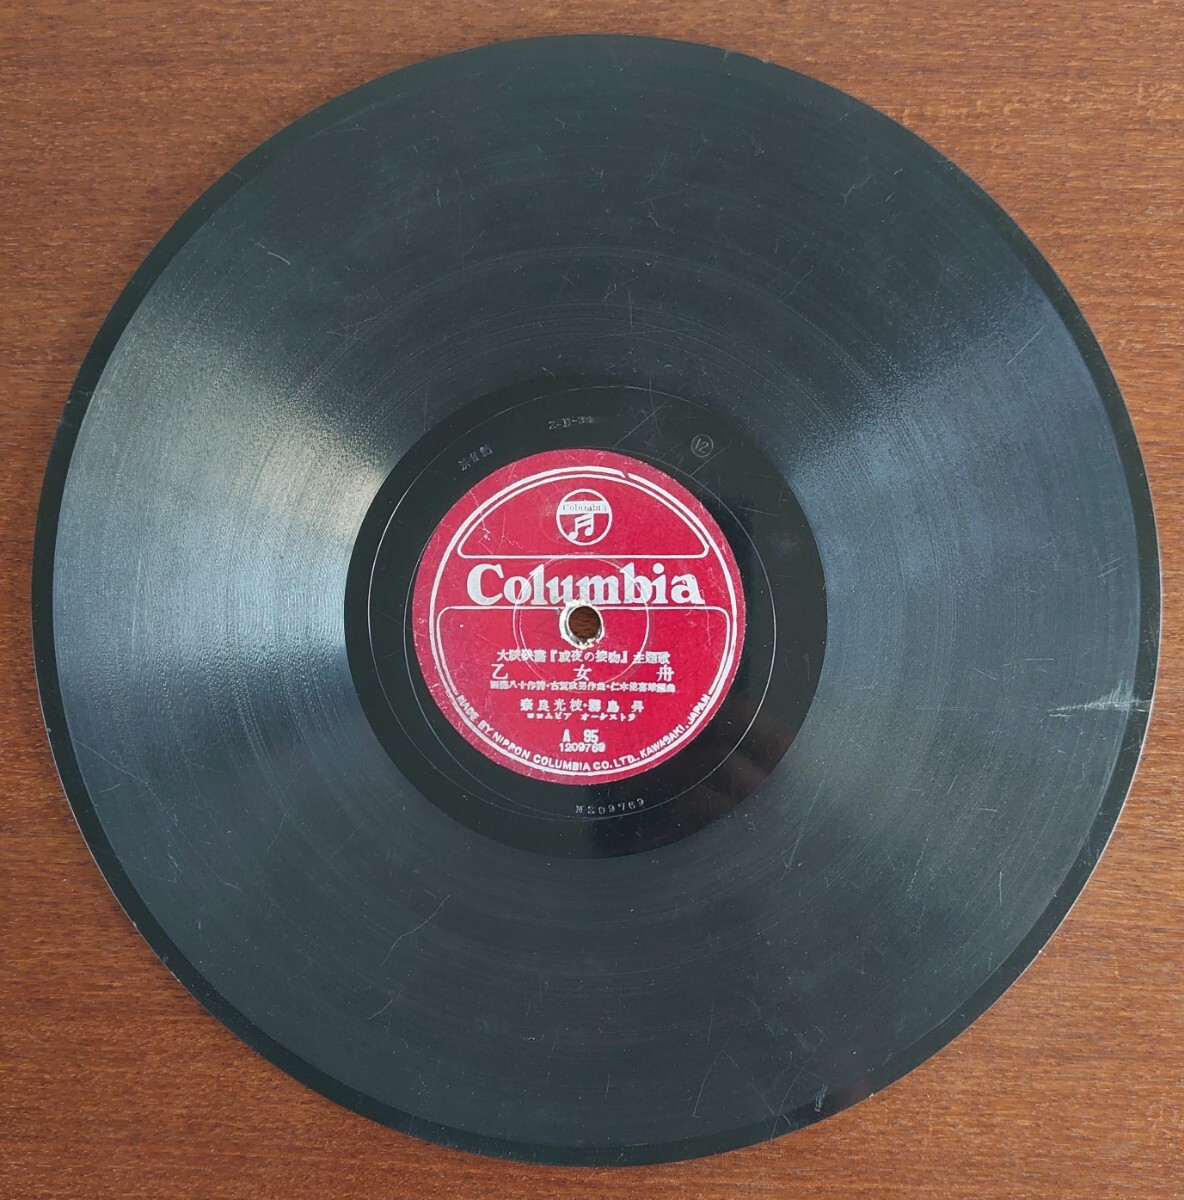 Z-D-34
12
Columbia
Columbia
大映映畫『或夜の接吻』主題歌
乙女舟
西條八十作詩・古賀政男作曲・仁木他喜雄編曲
奈良光枝・霧島昇
コロムビア オーケストラ
A 95
1209769
MADE BY NIPPON COLUMBIA CO. LTD., KAWASAKI, JAPAN
M209769